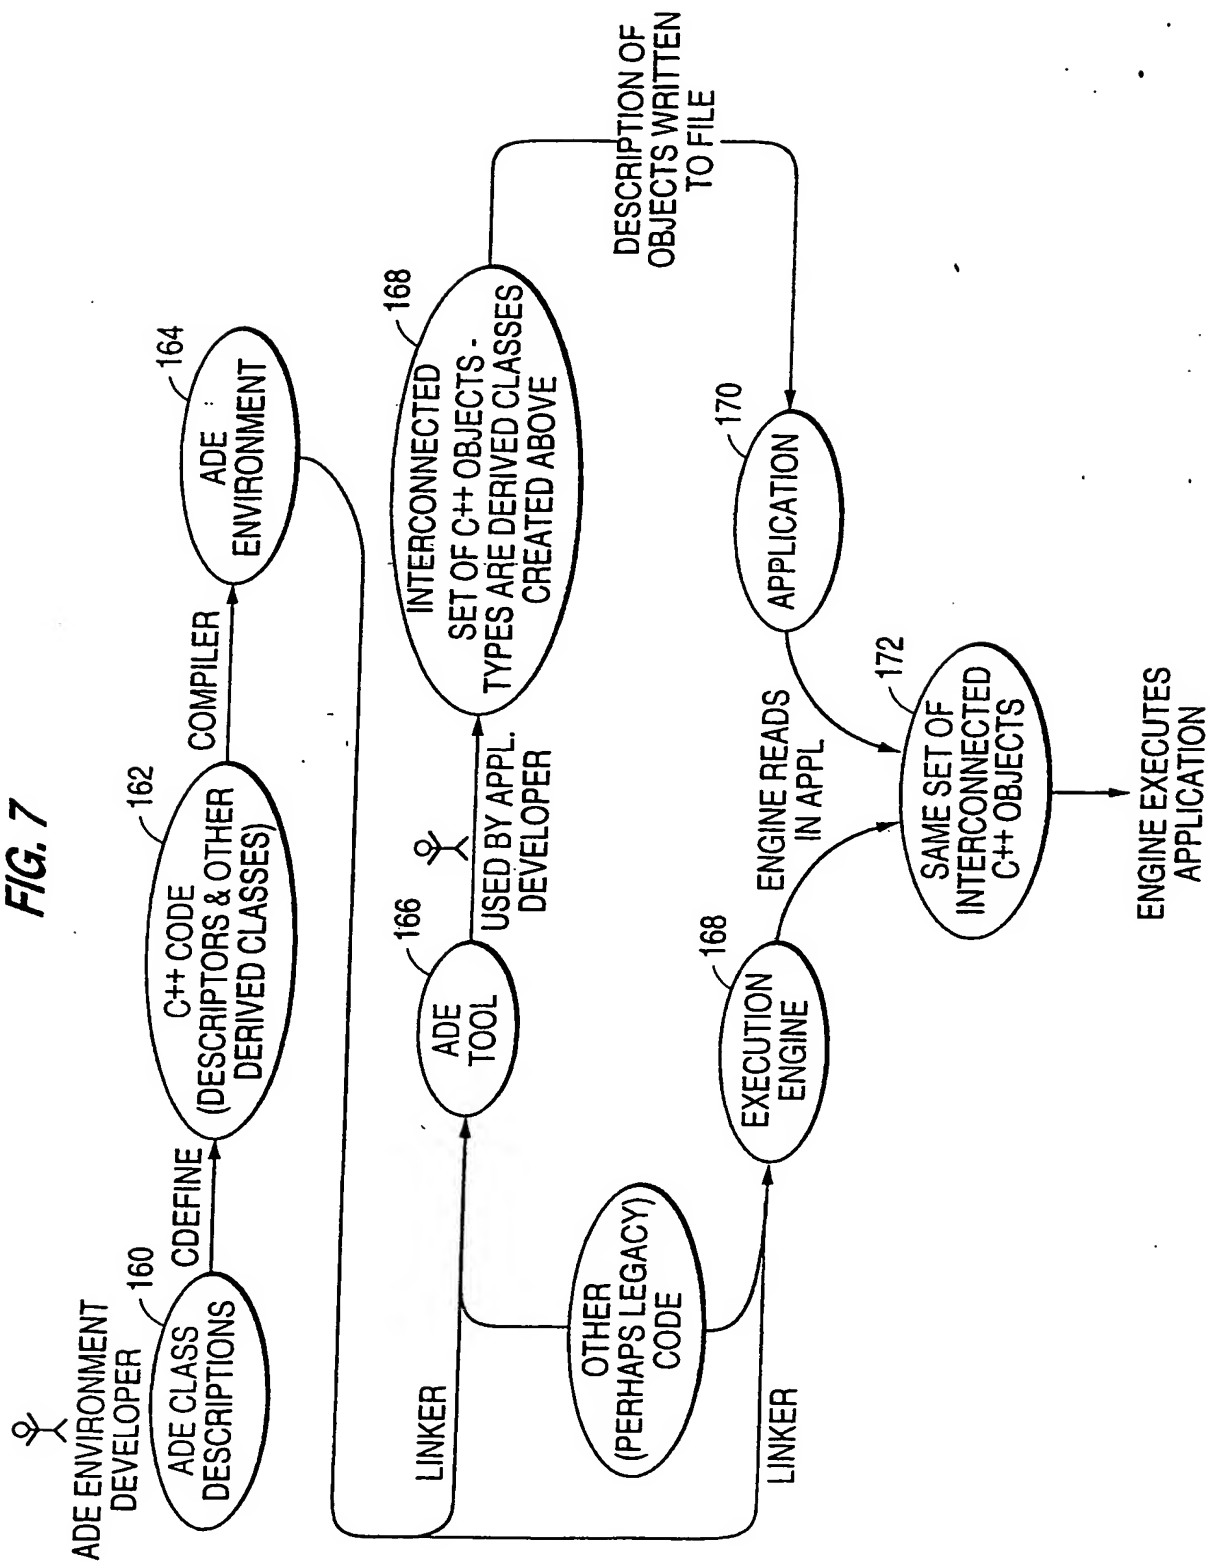 FIG. 7
ADE ENVIRONMENT
DEVELOPER
160
ADE CLASS
DESCRIPTIONS
CDEFINE
162
C++ CODE
(DESCRIPTORS & OTHER
DERIVED CLASSES)
COMPILER
164
ADE
ENVIRONMENT
LINKER
166
ADE
TOOL
USED BY APPL.
DEVELOPER
168
INTERCONNECTED
SET OF C++ OBJECTS -
TYPES ARE DERIVED CLASSES
CREATED ABOVE
DESCRIPTION OF
OBJECTS WRITTEN
TO FILE
OTHER
(PERHAPS LEGACY)
CODE
LINKER
168
EXECUTION
ENGINE
ENGINE READS
IN APPL
170
APPLICATION
172
SAME SET OF
INTERCONNECTED
C++ OBJECTS
ENGINE EXECUTES
APPLICATION